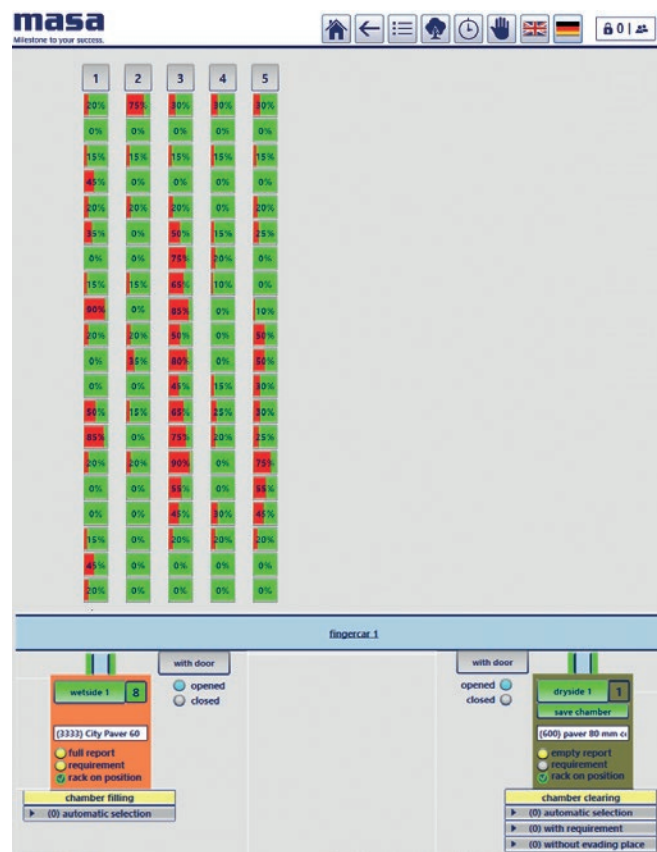 masa
Milestone to your success.
0 |
1 2 3 4 5
20% 75% 30% 30% 30%
0% 0% 0% 0% 0%
15% 15% 15% 15% 15%
45% 0% 0% 0% 0%
20% 20% 20% 0% 20%
35% 0% 50% 15% 25%
0% 0% 75% 20% 0%
15% 15% 65% 10% 0%
90% 0% 85% 0% 10%
20% 20% 50% 0% 50%
0% 35% 80% 0% 50%
0% 0% 45% 15% 30%
50% 15% 65% 25% 30%
85% 0% 75% 20% 25%
20% 20% 90% 0% 75%
0% 0% 55% 0% 55%
0% 0% 45% 30% 45%
15% 0% 20% 20% 20%
45% 0% 0% 0% 0%
20% 0% 0% 0% 0%
fingercar 1
with door
opened
closed
wetside 1 8
(3333) City Paver 60
full report
requirement
rack on position
chamber filling
(0) automatic selection
with door
opened
closed
dryside 1 1
save chamber
(600) paver 80 mm c
empty report
requirement
rack on position
chamber clearing
(0) automatic selection
(0) with requirement
(0) without evading place